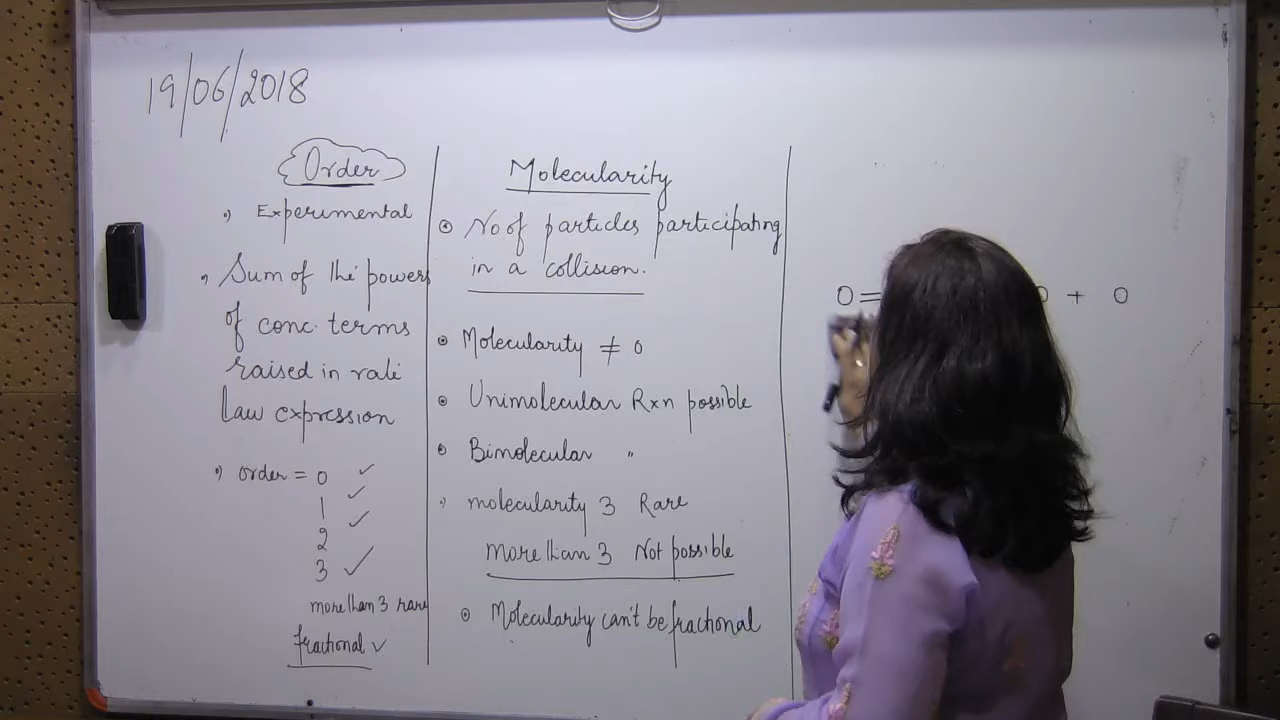 19/06/2018
Order
Experimental
Sum of the powers
of conc. terms
raised in rate
law expression
order = 0 ✓
1 ✓
2 ✓
3 ✓
more than 3 rare
fractional ✓
Molecularity
No of particles participating
in a collision.
Molecularity ≠ 0
Unimolecular Rxn possible
Bimolecular "
molecularity 3 Rare
more than 3 Not possible
Molecularity can't be fractional
O=
O + O